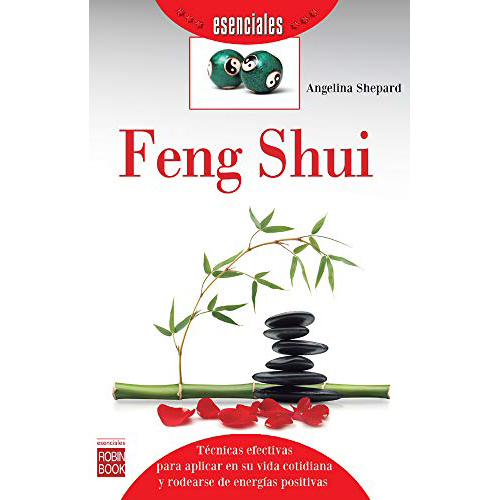 esenciales
Angelina Shepard
Feng Shui
Técnicas efectivas
para aplicar en su vida cotidiana
y rodearse de energías positivas
esenciales
ROBIN
BOOK